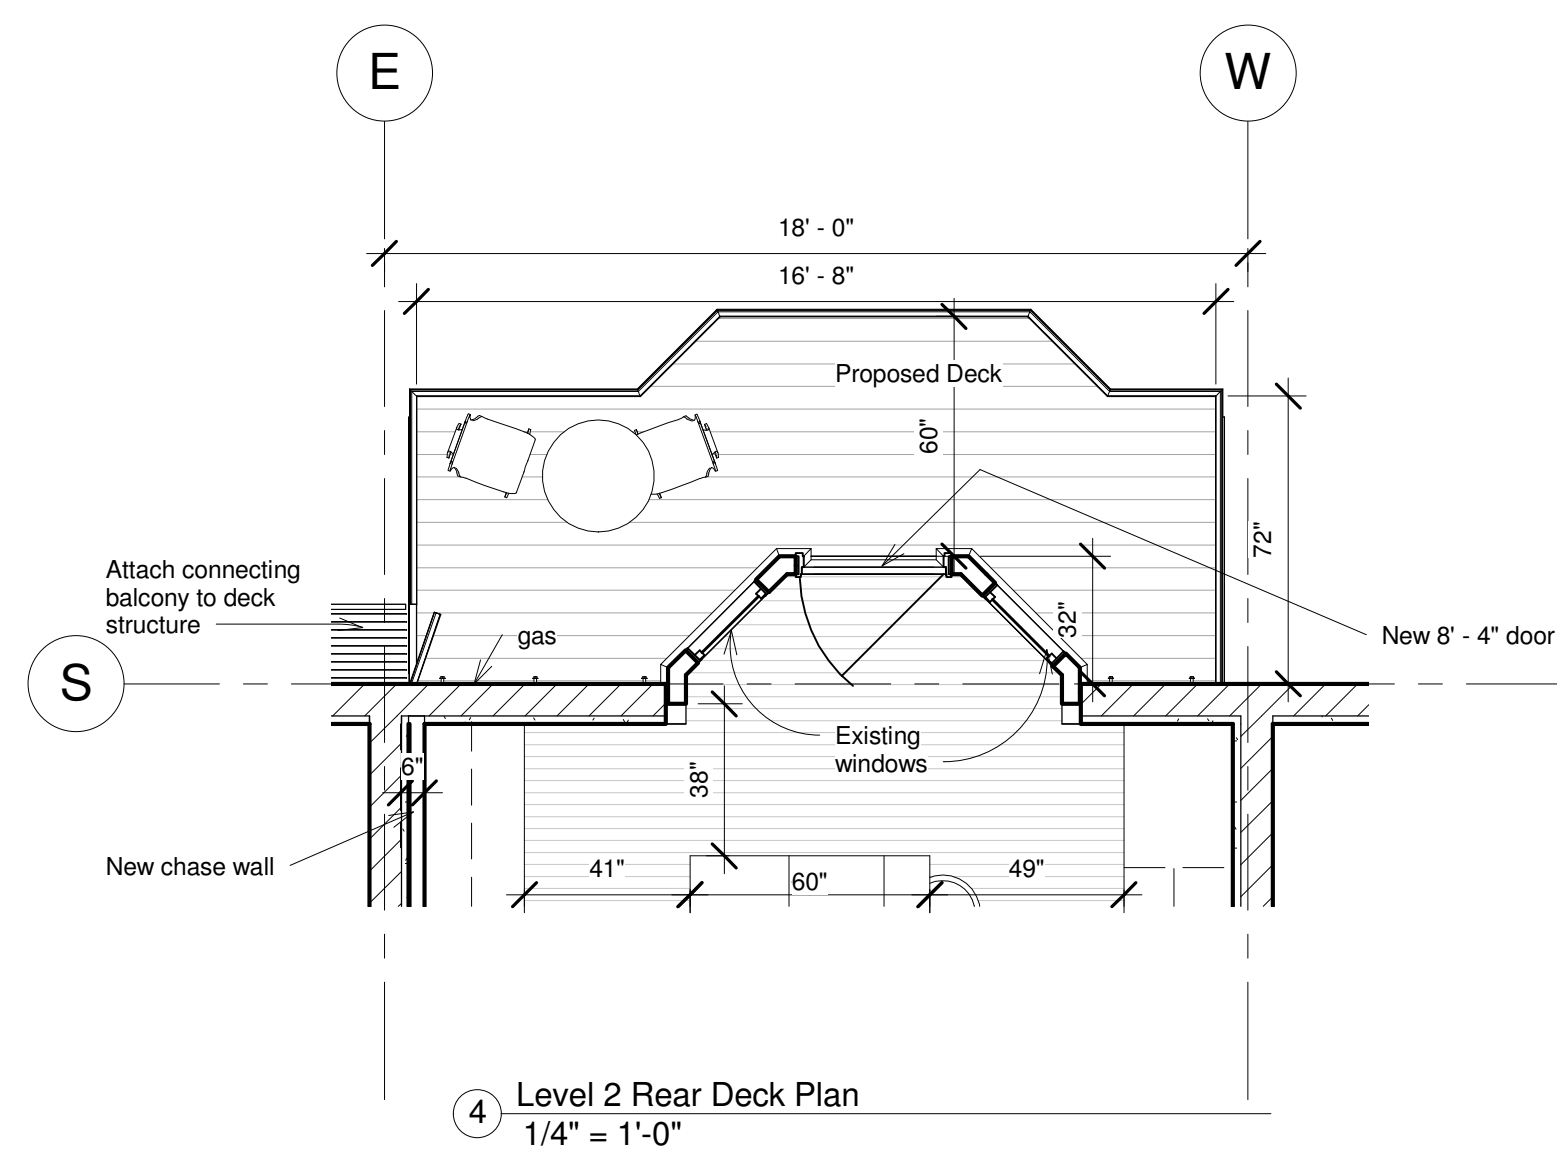 E
W
18' - 0"
16' - 8"
Proposed Deck
60"
72"
Attach connecting
balcony to deck
structure
gas
32"
New 8' - 4" door
S
Existing
windows
6"
38"
New chase wall
41"
60"
49"
4
Level 2 Rear Deck Plan
1/4" = 1'-0"